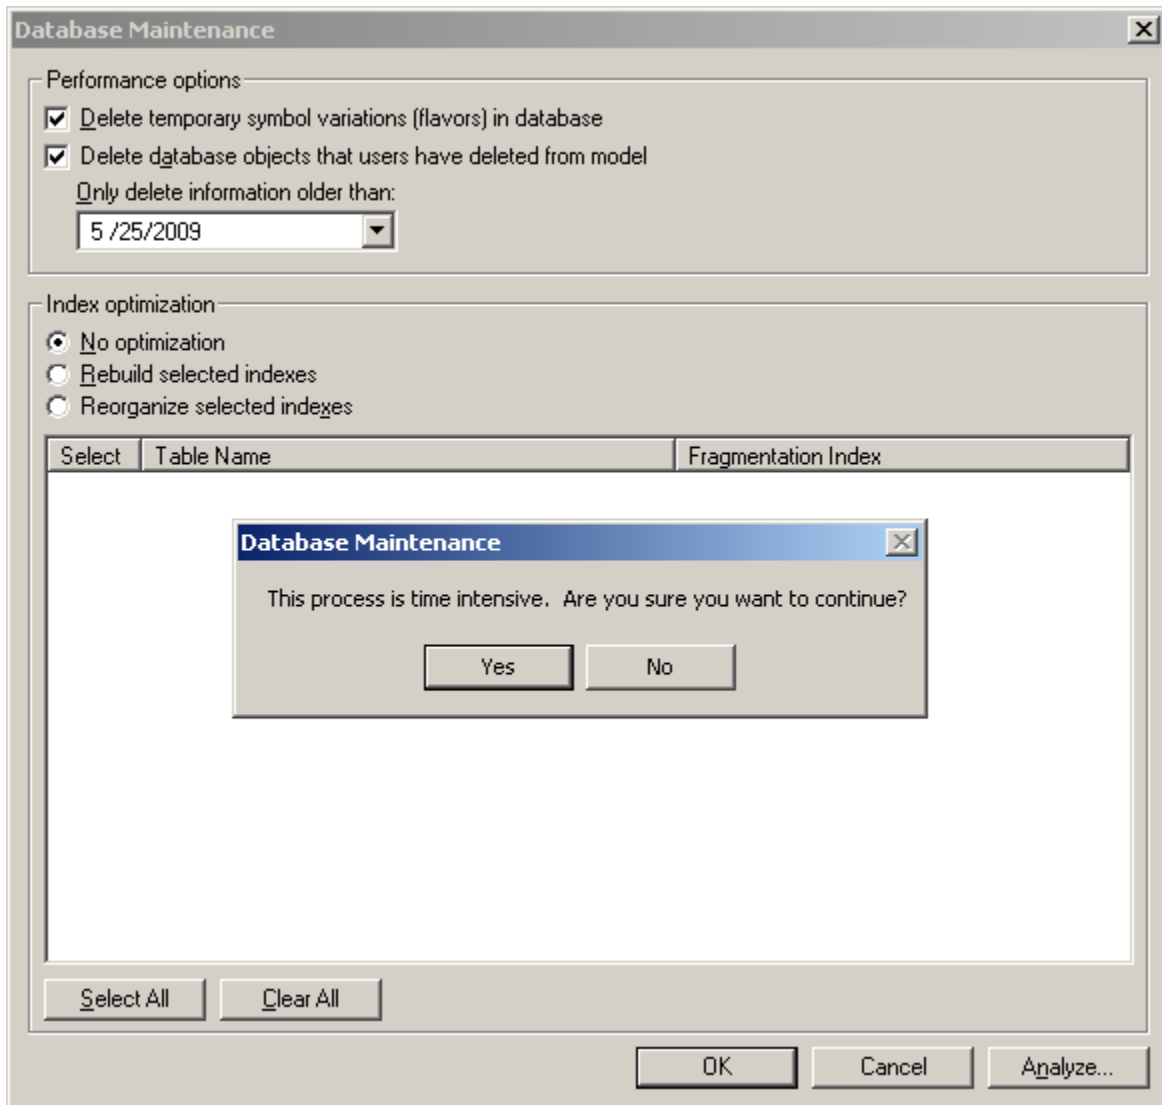 Database Maintenance
Performance options
Delete temporary symbol variations (flavors) in database
Delete database objects that users have deleted from model
Only delete information older than:
5 /25/2009
Index optimization
No optimization
Rebuild selected indexes
Reorganize selected indexes
Select Table Name Fragmentation Index
Database Maintenance
This process is time intensive.  Are you sure you want to continue?
Yes No
Select All Clear All
OK Cancel Analyze...